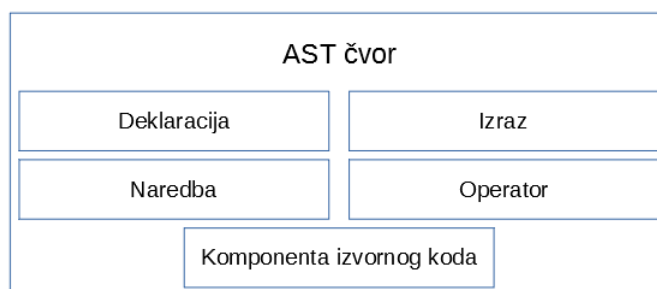 AST čvor
Deklaracija
Izraz
Naredba
Operator
Komponenta izvornog koda